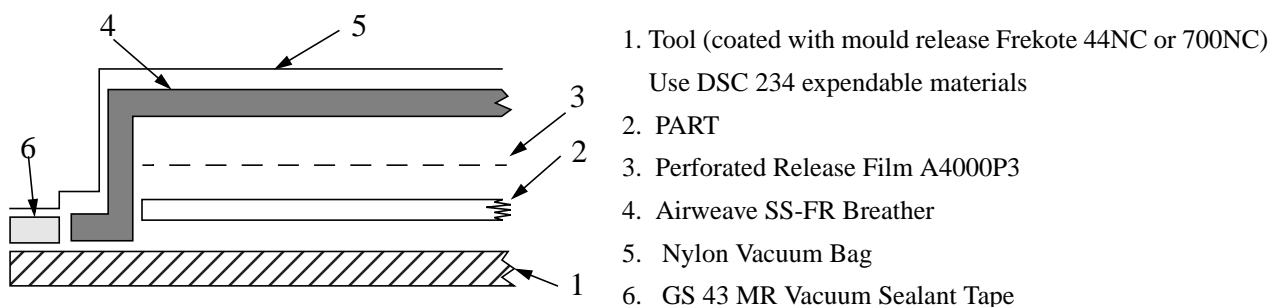 4
5
3
2
6
1
1. Tool (coated with mould release Frekote 44NC or 700NC)
Use DSC 234 expendable materials
2. PART
3. Perforated Release Film A4000P3
4. Airweave SS-FR Breather
5. Nylon Vacuum Bag
6. GS 43 MR Vacuum Sealant Tape